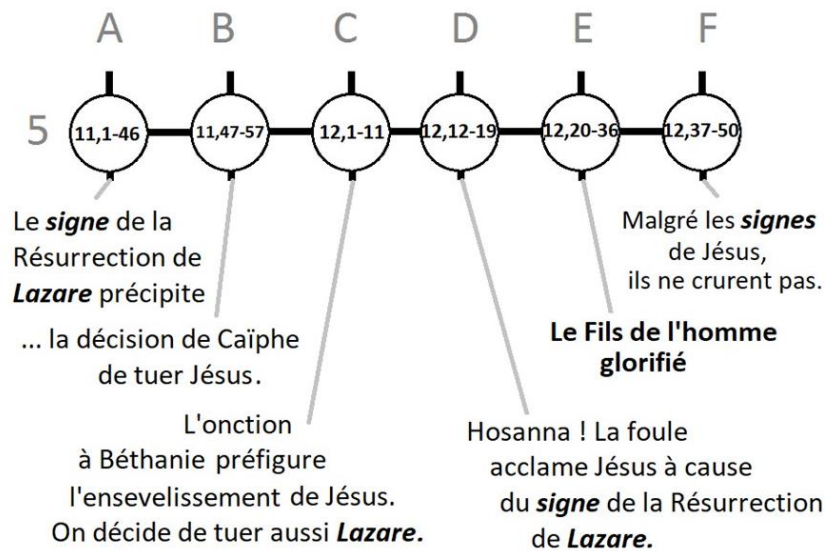 A B C D E F
5 11,1-46 11,47-57 12,1-11 12,12-19 12,20-36 12,37-50
Le signe de la
Résurrection de
Lazare précipite
... la décision de Caïphe
de tuer Jésus.
L'onction
à Béthanie préfigure
l'ensevelissement de Jésus.
On décide de tuer aussi Lazare.
Hosanna ! La foule
acclame Jésus à cause
du signe de la Résurrection
de Lazare.
Le Fils de l'homme
glorifié
Malgré les signes
de Jésus,
ils ne crurent pas.